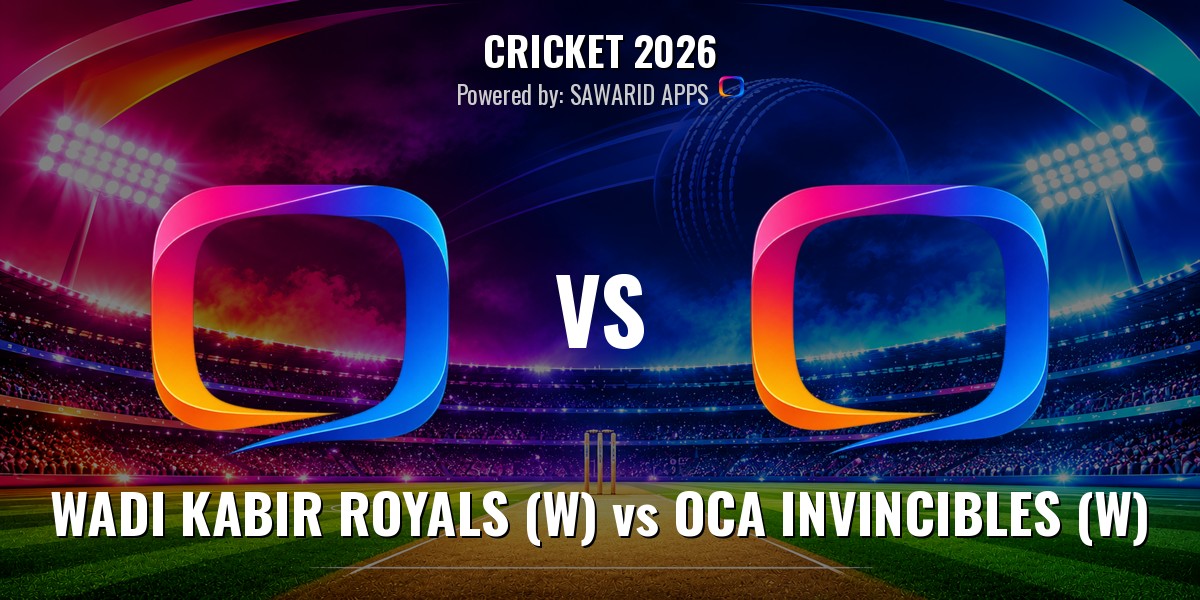 CRICKET 2026
Powered by: SAWARID APPS
VS
WADI KABIR ROYALS (W) vs OCA INVINCIBLES (W)